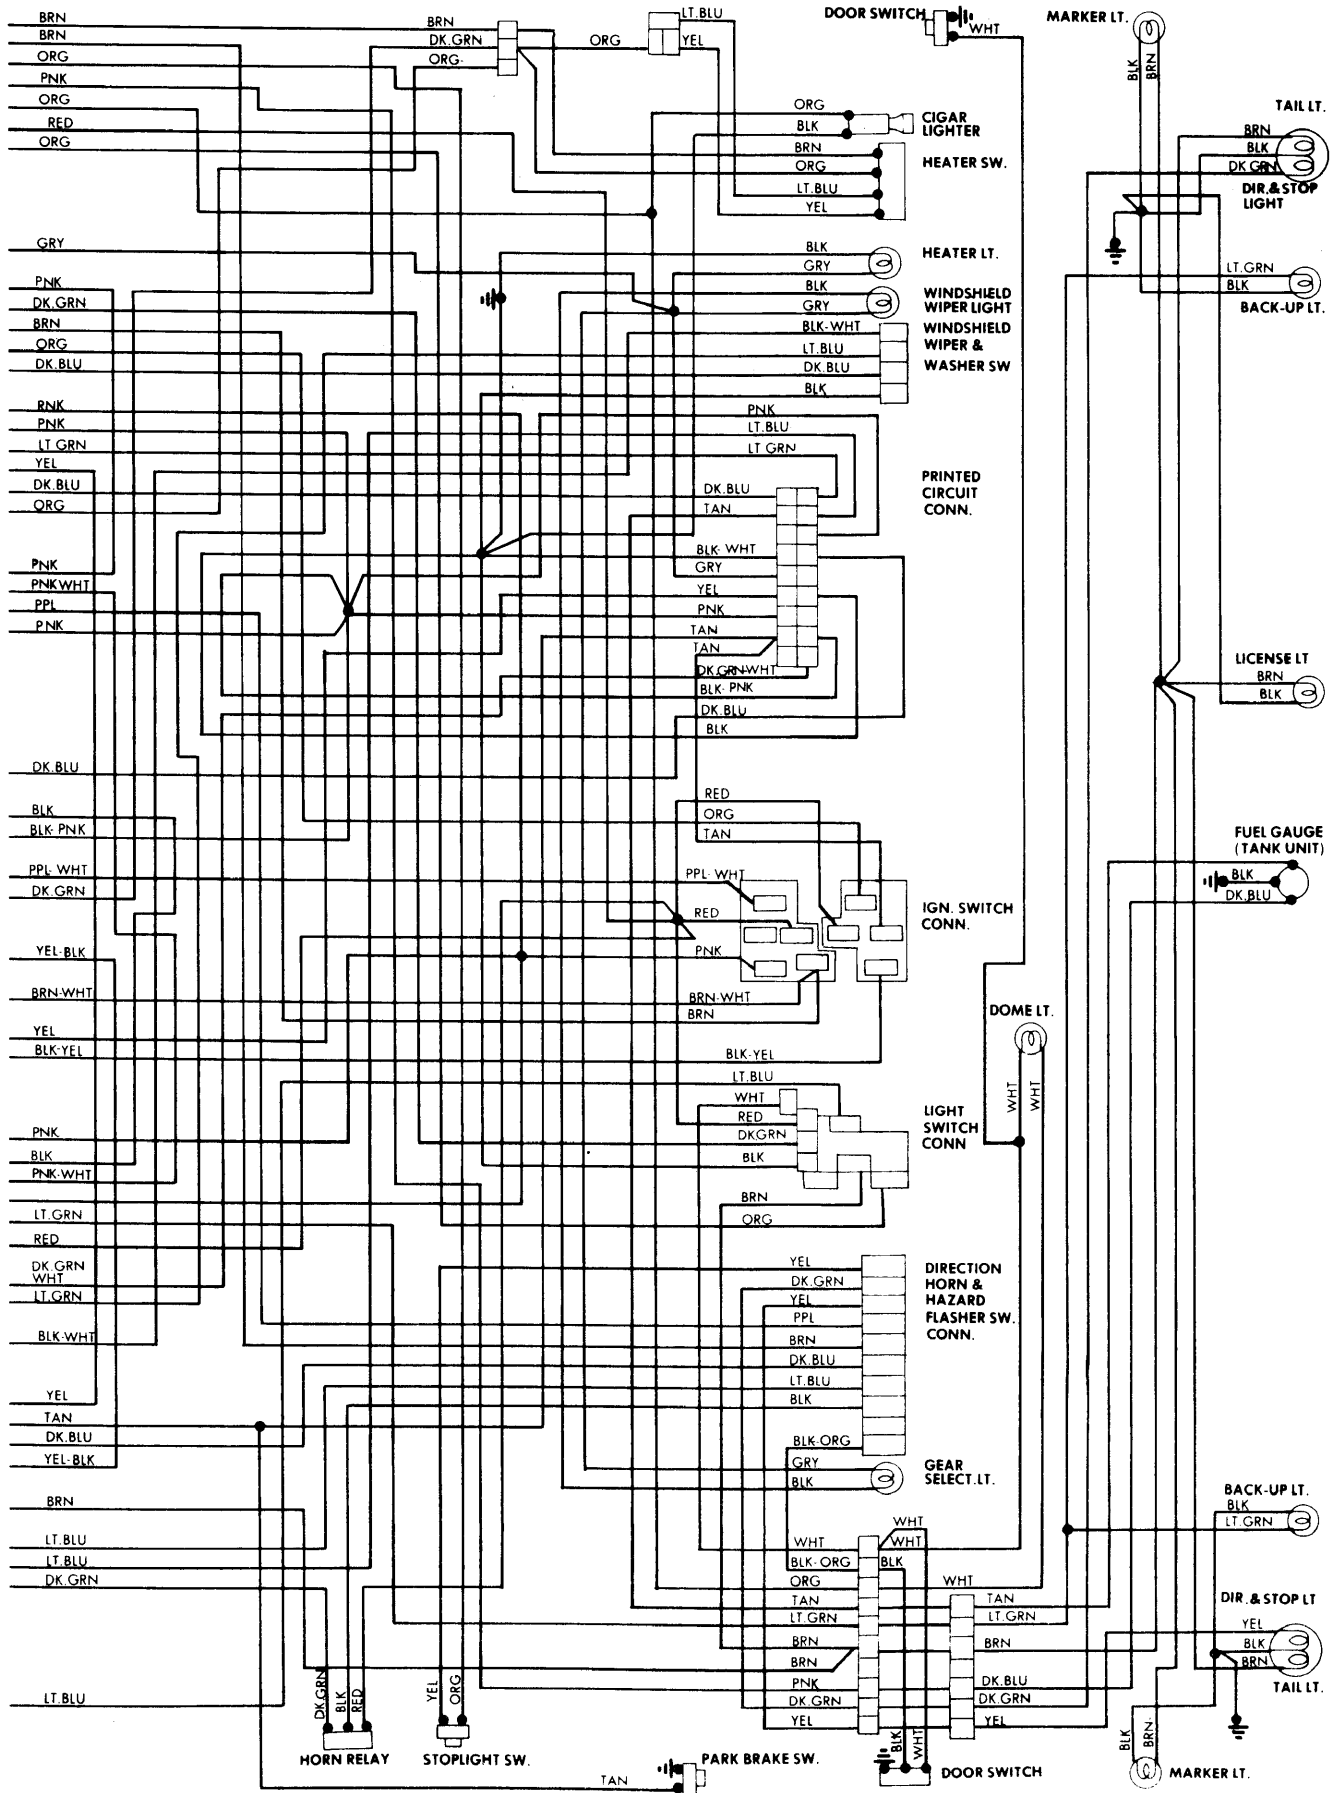 BRN
BRN
ORG
PNK
ORG
RED
ORG
GRY
PNK
DK.GRN
BRN
ORG
DK.BLU
RNK
PNK
LT GRN
YEL
DK.BLU
ORG
PNK
PNKWHT
PPL
PNK
DK.BLU
BLK
BLK-PNK
PPL-WHT
DK.GRN
YEL-BLK
BRN-WHT
YEL
BLK-YEL
PNK
BLK
PNK-WHT
LT.GRN
RED
DK.GRN
WHT
LT.GRN
BLK-WHT
YEL
TAN
DK.BLU
YEL-BLK
BRN
LT.BLU
LT.BLU
DK.GRN
LT.BLU
BRN
DK.GRN
ORG-
ORG
LT.BLU
YEL
DOOR SWITCH
WHT
ORG
BLK
CIGAR
LIGHTER
BRN
ORG
LT.BLU
YEL
HEATER SW.
BLK
GRY
HEATER LT.
BLK
GRY
WINDSHIELD
WIPER LIGHT
BLK-WHT
LT.BLU
DK.BLU
BLK
WINDSHIELD
WIPER &
WASHER SW
PNK
LT.BLU
LT GRN
DK.BLU
TAN
BLK-WHT
GRY
YEL
PNK
TAN
TAN
DK.GRN-WHT
BLK-PNK
DK.BLU
BLK
PRINTED
CIRCUIT
CONN.
RED
ORG
TAN
PPL-WHT
RED
PNK
BRN-WHT
BRN
BLK-YEL
IGN. SWITCH
CONN.
DOME LT.
WHT
WHT
LT.BLU
WHT
RED
DKGRN
BLK
BRN
ORG
LIGHT
SWITCH
CONN
YEL
DK.GRN
YEL
PPL
BRN
DK.BLU
LT.BLU
BLK
BLK-ORG
DIRECTION
HORN &
HAZARD
FLASHER SW.
CONN.
GRY
BLK
GEAR
SELECT.LT.
WHT
WHT
WHT
BLK-ORG
BLK
ORG
WHT
TAN
TAN
LT.GRN
LT.GRN
BRN
BRN
BRN
PNK
DK.BLU
DK.GRN
DK.GRN
YEL
YEL
BLK
WHT
DOOR SWITCH
DK.GRN
BLK
RED
HORN RELAY
YEL
ORG
STOPLIGHT SW.
TAN
PARK BRAKE SW.
MARKER LT.
BLK
BRN
TAIL LT.
BRN
BLK
DK GRN
DIR.& STOP
LIGHT
LT.GRN
BLK
BACK-UP LT.
LICENSE LT
BRN
BLK
FUEL GAUGE
(TANK UNIT)
BLK
DK.BLU
BACK-UP LT.
BLK
LT.GRN
DIR. & STOP LT
YEL
BLK
BRN
TAIL LT.
BLK
BRN-
MARKER LT.